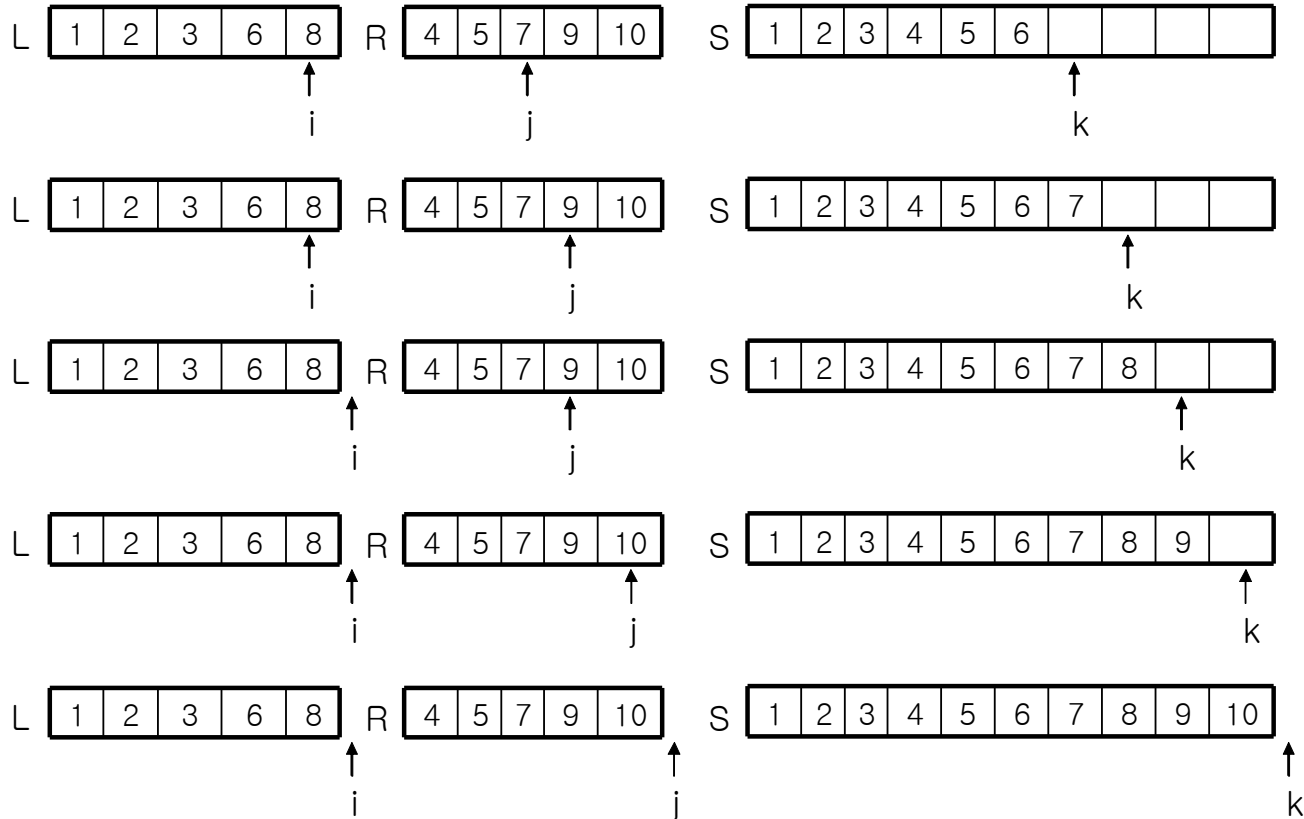 L 1 2 3 6 8 R 4 5 7 9 10 S 1 2 3 4 5 6
i j k
L 1 2 3 6 8 R 4 5 7 9 10 S 1 2 3 4 5 6 7
i j k
L 1 2 3 6 8 R 4 5 7 9 10 S 1 2 3 4 5 6 7 8
i j k
L 1 2 3 6 8 R 4 5 7 9 10 S 1 2 3 4 5 6 7 8 9
i j k
L 1 2 3 6 8 R 4 5 7 9 10 S 1 2 3 4 5 6 7 8 9 10
i j k